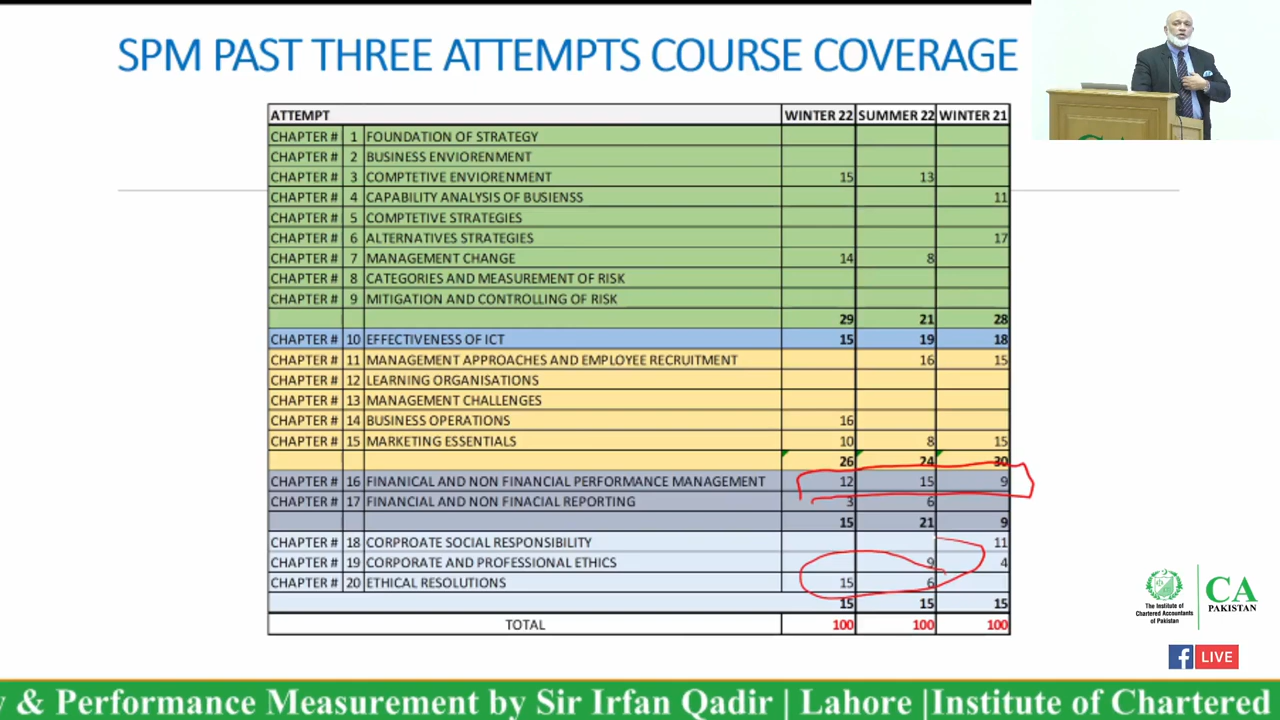 SPM PAST THREE ATTEMPTS COURSE COVERAGE
ATTEMPT WINTER 22 SUMMER 22 WINTER 21
CHAPTER # 1 FOUNDATION OF STRATEGY
CHAPTER # 2 BUSINESS ENVIORENMENT
CHAPTER # 3 COMPTETIVE ENVIORENMENT 15 13
CHAPTER # 4 CAPABILITY ANALYSIS OF BUSIENSS 11
CHAPTER # 5 COMPTETIVE STRATEGIES
CHAPTER # 6 ALTERNATIVES STRATEGIES 17
CHAPTER # 7 MANAGEMENT CHANGE 14 8
CHAPTER # 8 CATEGORIES AND MEASUREMENT OF RISK
CHAPTER # 9 MITIGATION AND CONTROLLING OF RISK
29 21 28
CHAPTER # 10 EFFECTIVENESS OF ICT 15 19 18
CHAPTER # 11 MANAGEMENT APPROACHES AND EMPLOYEE RECRUITMENT 16 15
CHAPTER # 12 LEARNING ORGANISATIONS
CHAPTER # 13 MANAGEMENT CHALLENGES
CHAPTER # 14 BUSINESS OPERATIONS 16
CHAPTER # 15 MARKETING ESSENTIALS 10 8 15
26 24 30
CHAPTER # 16 FINANICAL AND NON FINANCIAL PERFORMANCE MANAGEMENT 12 15 9
CHAPTER # 17 FINANCIAL AND NON FINACIAL REPORTING 3 6
15 21 9
CHAPTER # 18 CORPROATE SOCIAL RESPONSIBILITY 11
CHAPTER # 19 CORPORATE AND PROFESSIONAL ETHICS 9 4
CHAPTER # 20 ETHICAL RESOLUTIONS 15 6
15 15 15
TOTAL 100 100 100
The Institute of
Chartered Accountants
of Pakistan
CA
PAKISTAN
f LIVE
y & Performance Measurement by Sir Irfan Qadir | Lahore |Institute of Chartered